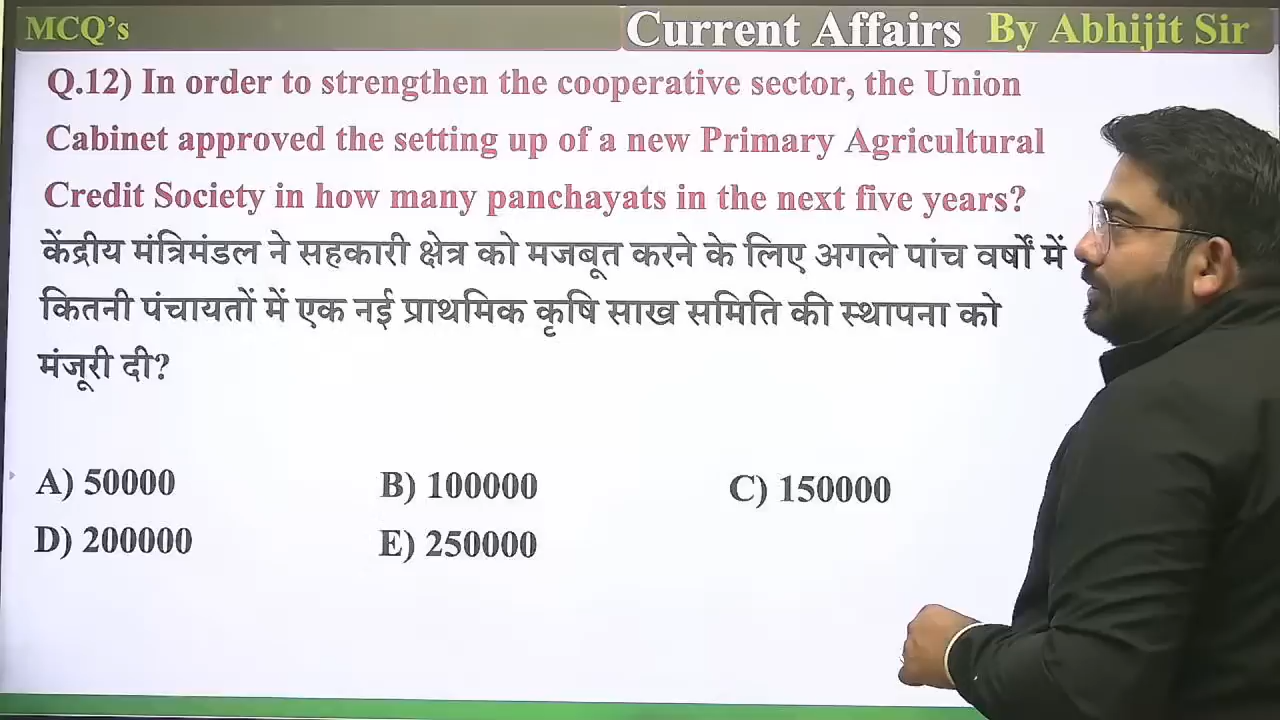 MCQ's
Current Affairs By Abhijit Sir
Q.12) In order to strengthen the cooperative sector, the Union
Cabinet approved the setting up of a new Primary Agricultural
Credit Society in how many panchayats in the next five years?
केंद्रीय मंत्रिमंडल ने सहकारी क्षेत्र को मजबूत करने के लिए अगले पांच वर्षों में
कितनी पंचायतों में एक नई प्राथमिक कृषि साख समिति की स्थापना को
मंजूरी दी?
A) 50000 B) 100000 C) 150000
D) 200000 E) 250000